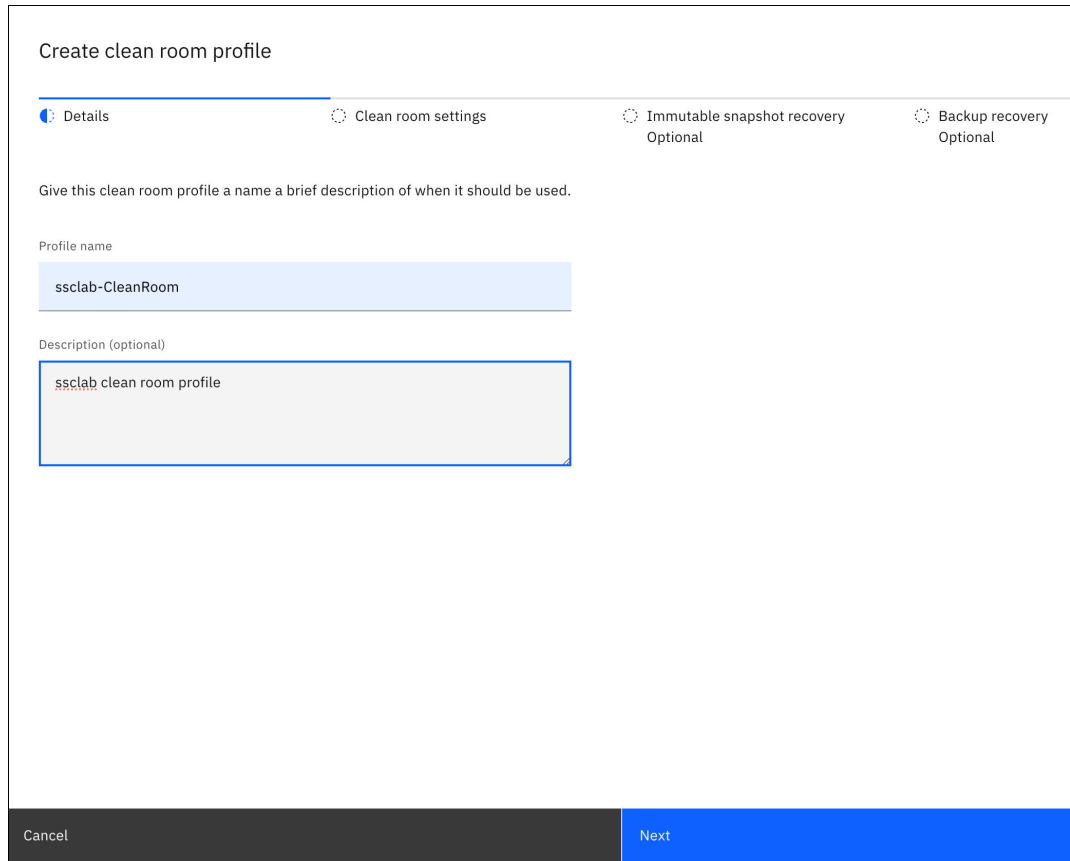 Create clean room profile
Details
Clean room settings
Immutable snapshot recovery
Optional
Backup recovery
Optional
Give this clean room profile a name a brief description of when it should be used.
Profile name
ssclab-CleanRoom
Description (optional)
ssclab clean room profile
Cancel
Next